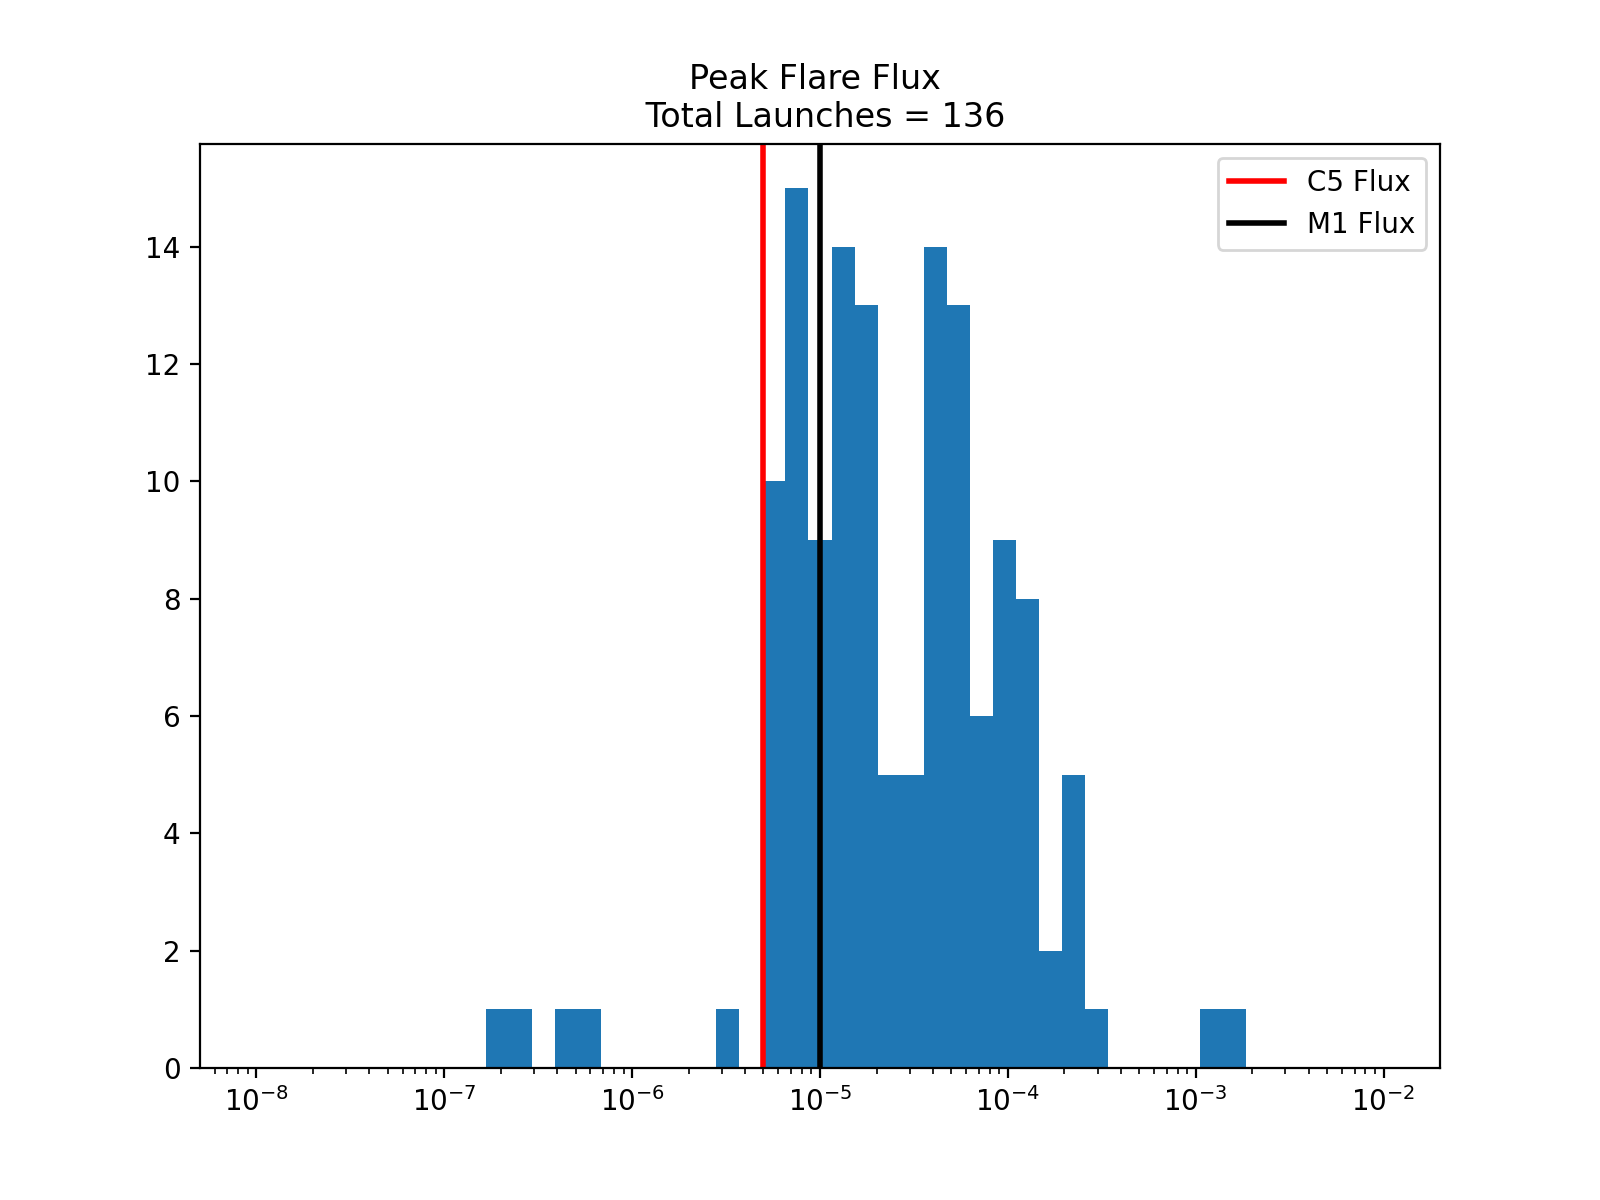 Peak Flare Flux
Total Launches = 136
C5 Flux
M1 Flux
14
12
10
8
6
4
2
0
10⁻⁸ 10⁻⁷ 10⁻⁶ 10⁻⁵ 10⁻⁴ 10⁻³ 10⁻²